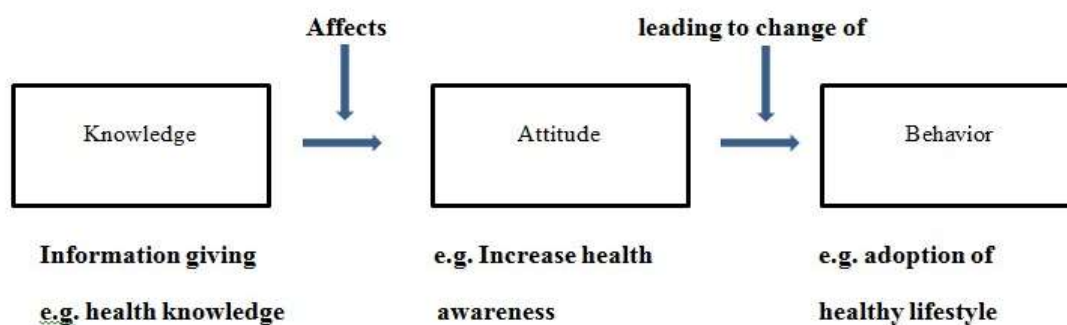 Affects
leading to change of
Knowledge
Attitude
Behavior
Information giving
e.g. health knowledge
e.g. Increase health
awareness
e.g. adoption of
healthy lifestyle